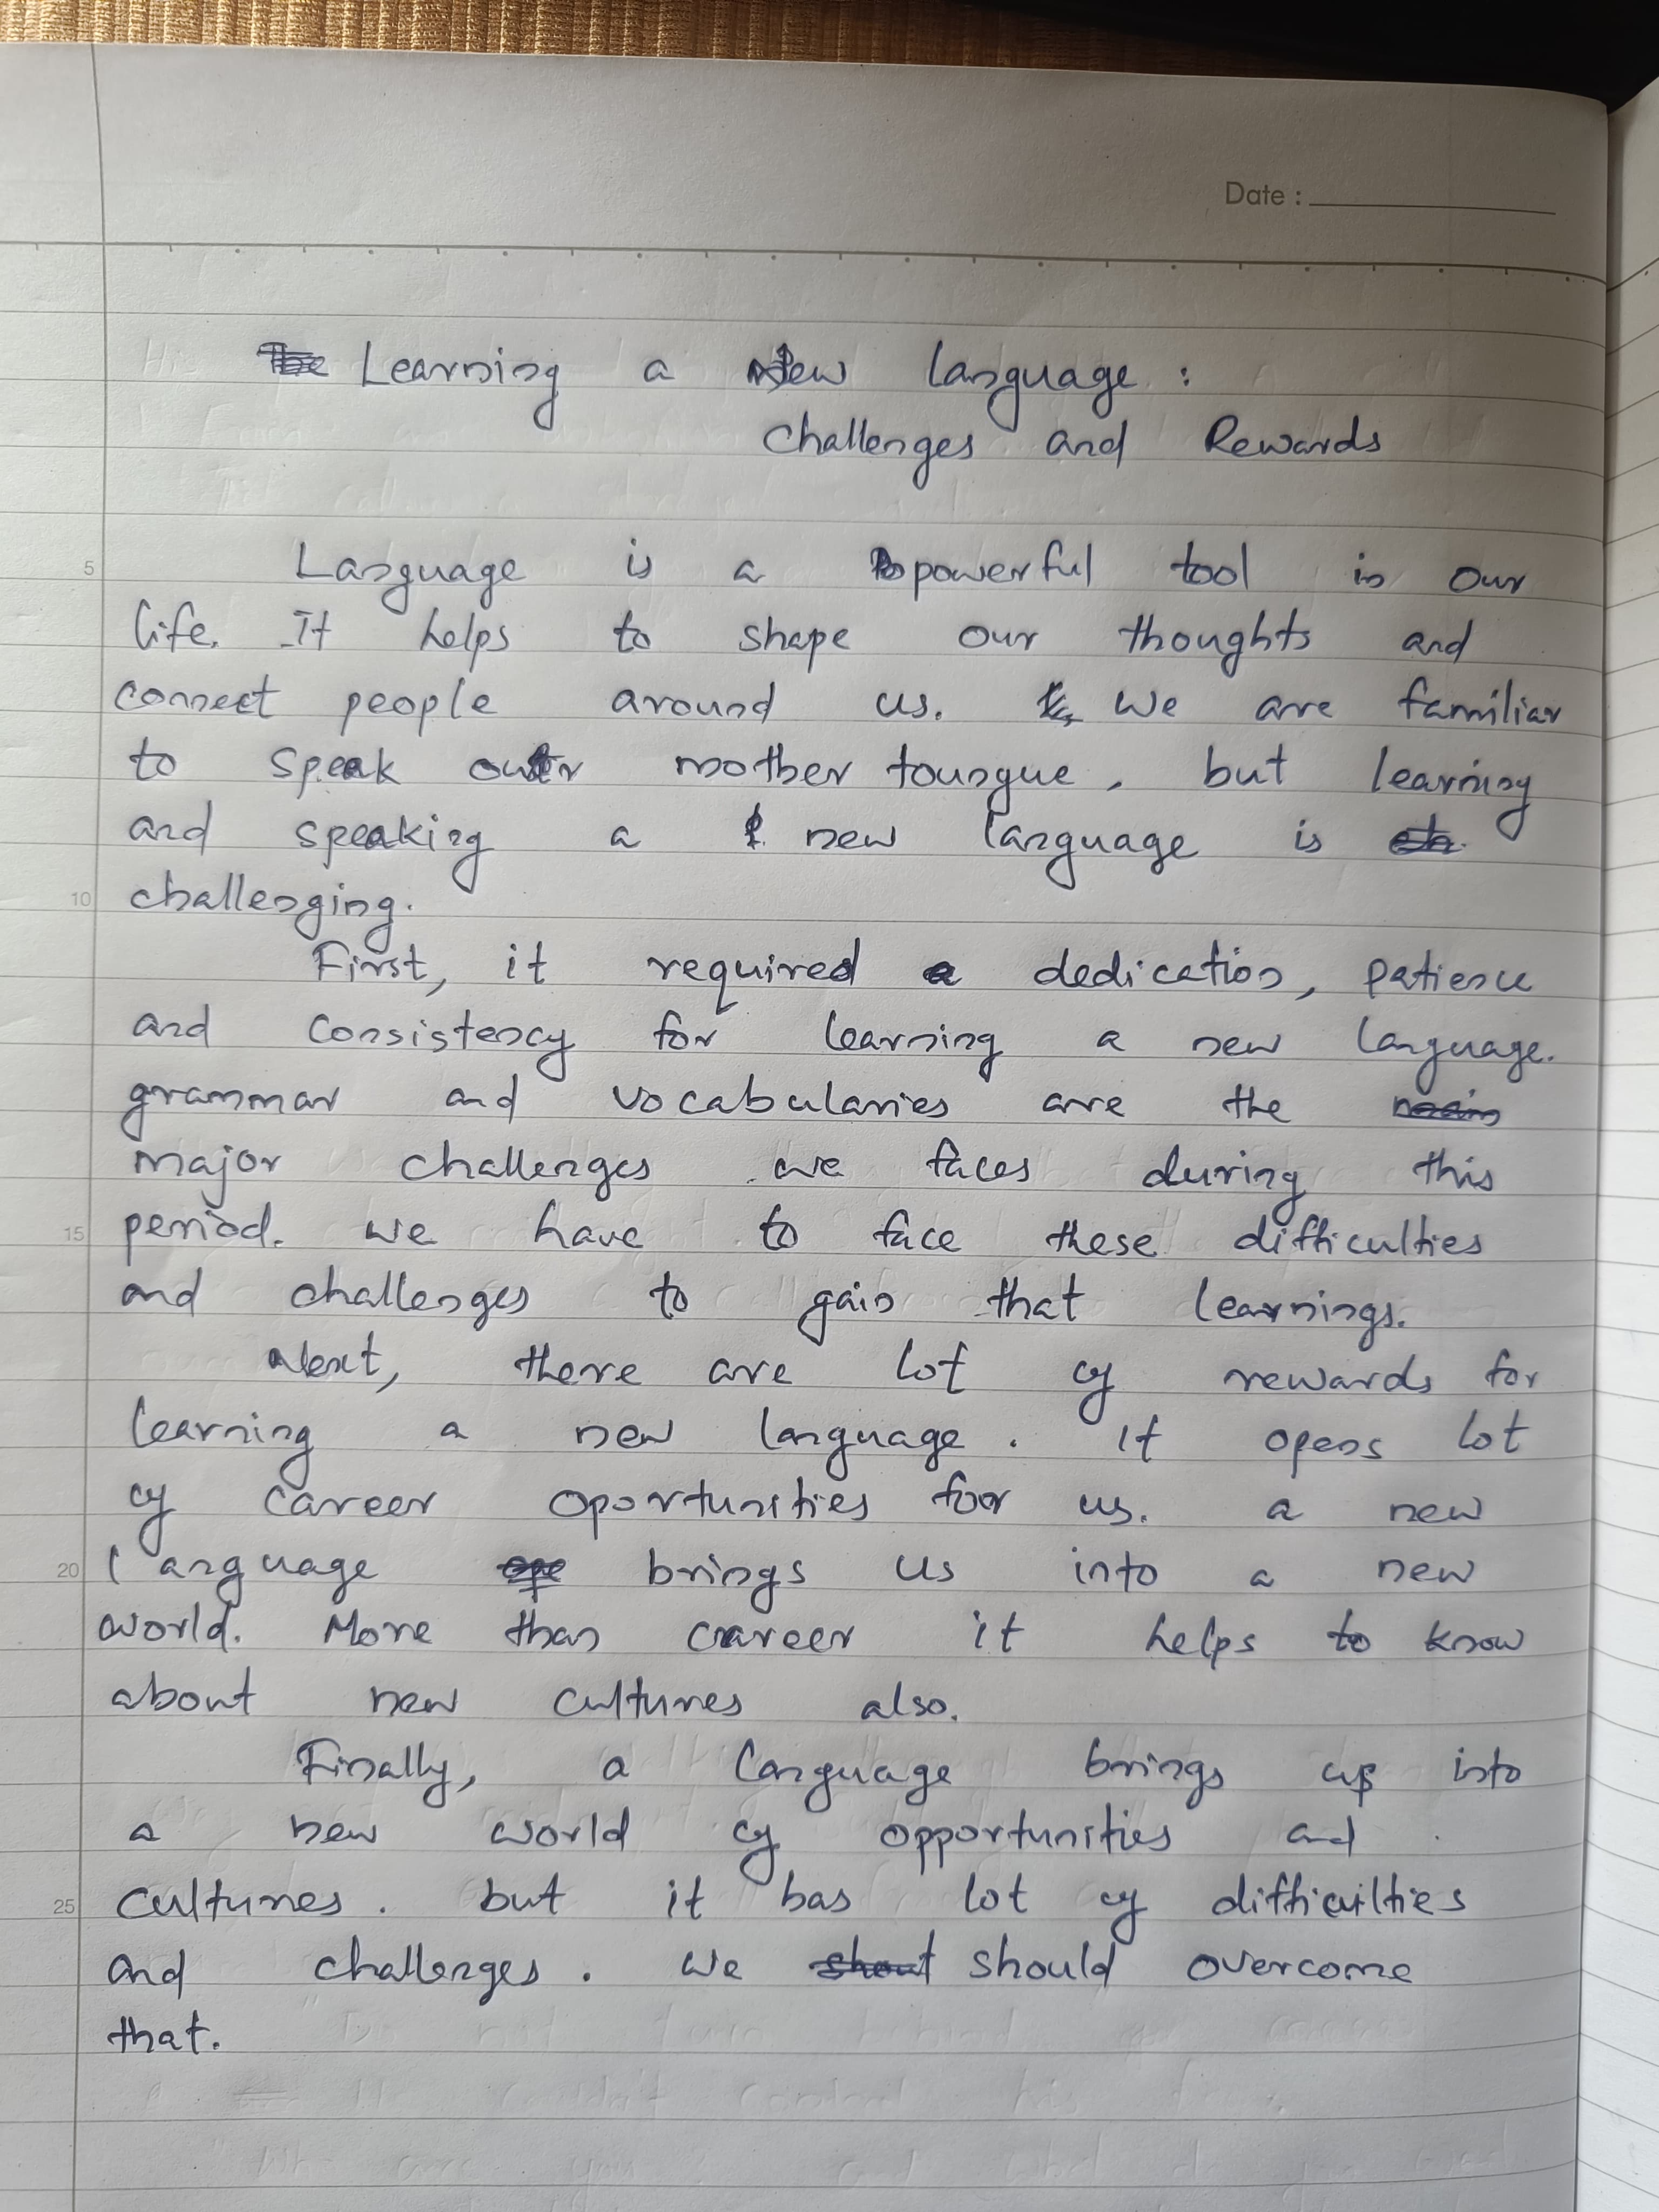 Date :
Learning a New language :
Challenges and Rewards
5 Language is a powerful tool in our
life. It helps to shape our thoughts and
connect people around us. We are familiar
to speak our mother toungue, but learning
and speaking a new language is
10 challenging.
First, it required a dedication, patience
and consistency for learning a new language.
grammar and vocabularies are the
major challenges we faces during this
15 period. we have to face these difficulties
and challenges to gain that learnings.
Next, there are lot of rewards for
learning a new language. It opens lot
of career oportunities for us. a new
20 language brings us into a new
world. More than career it helps to know
about new cultures also.
Finally, a language brings us into
a new world of opportunities and
25 cultures. but it has lot of difficulties
and challenges. we should overcome
that.